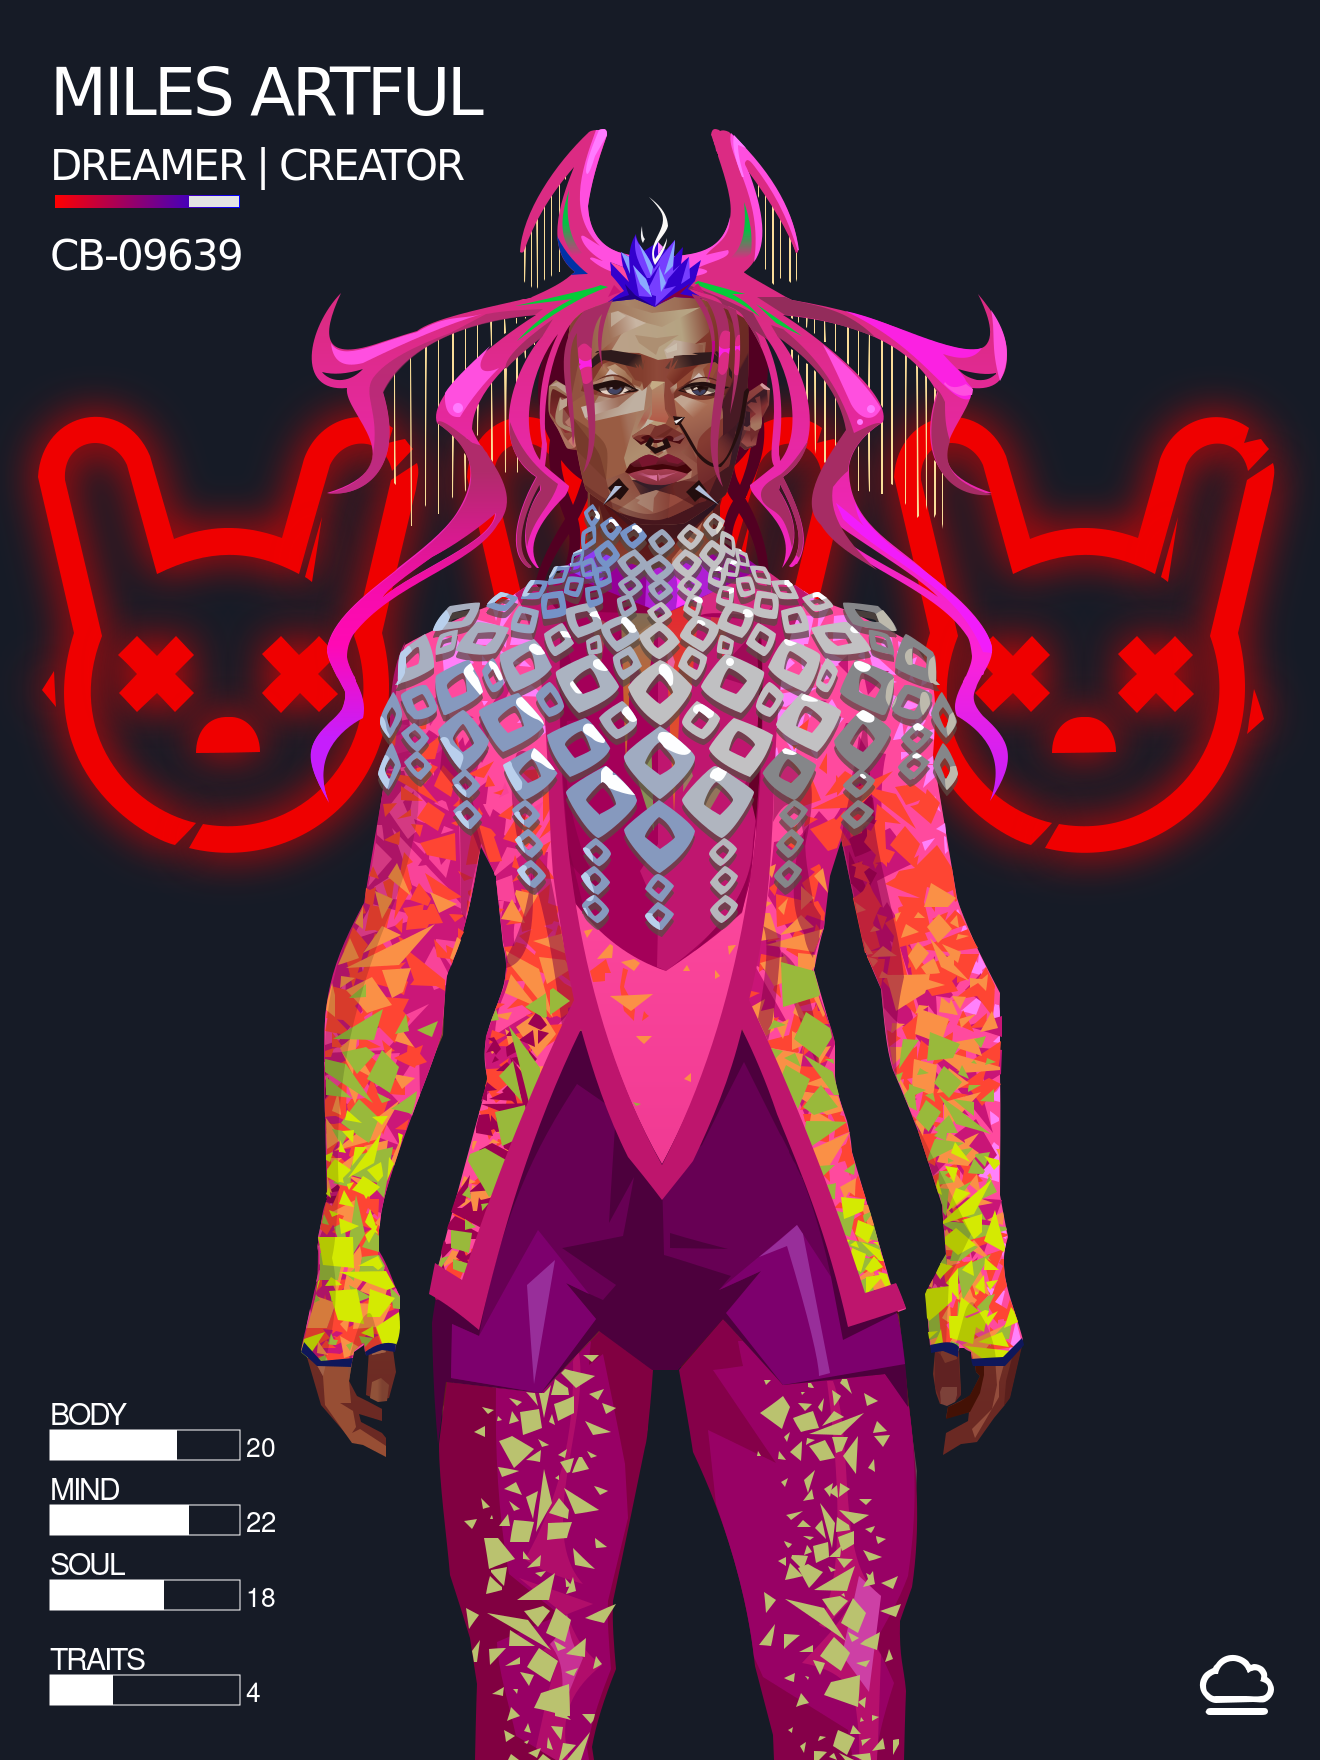 MILES ARTFUL
DREAMER | CREATOR
CB-09639
BODY
20
MIND
22
SOUL
18
TRAITS
4